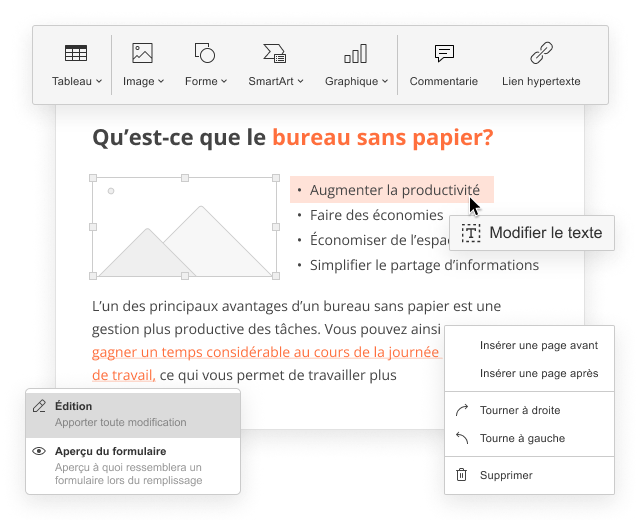 Tableau
Image
Forme
SmartArt
Graphique
Commentarie
Lien hypertexte
Qu’est-ce que le bureau sans papier?
• Augmenter la productivité
• Faire des économies
• Économiser de l’espa
Modifier le texte
• Simplifier le partage d’informations
L’un des principaux avantages d’un bureau sans papier est une
gestion plus productive des tâches. Vous pouvez ainsi
gagner un temps considérable au cours de la journée
de travail, ce qui vous permet de travailler plus
Insérer une page avant
Insérer une page après
Tourner à droite
Tourne à gauche
Supprimer
Édition
Apporter toute modification
Aperçu du formulaire
Aperçu à quoi ressemblera un
formulaire lors du remplissage